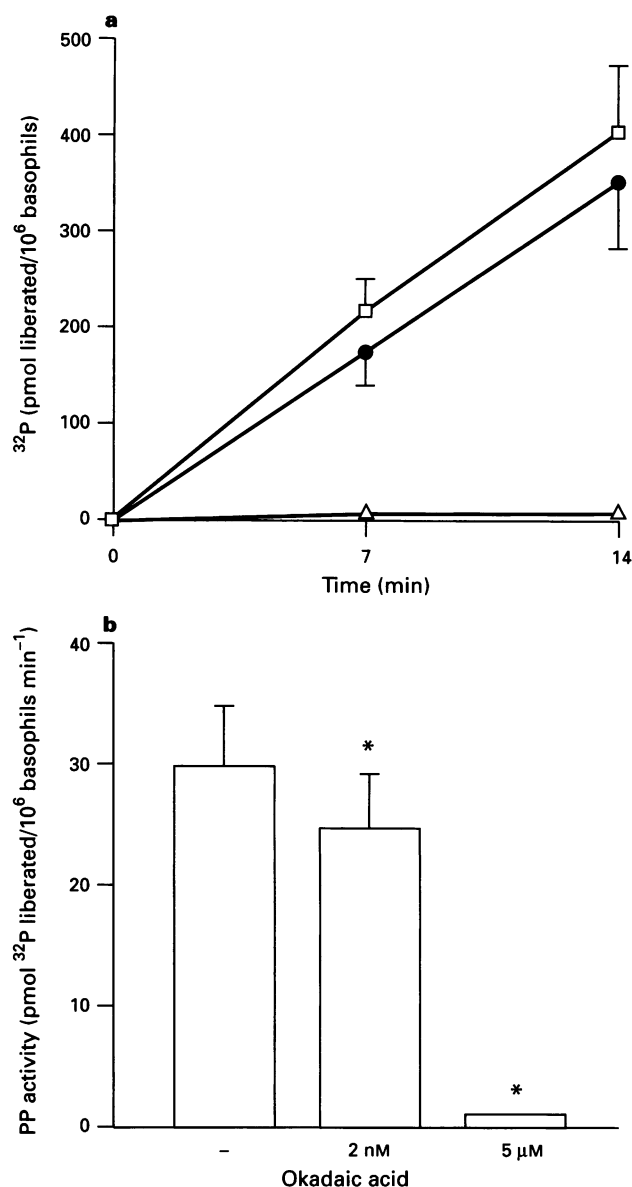 a
500
400
300
200
100
0
³²P (pmol liberated/10⁶ basophils)
0 7 14
Time (min)
b
40
30
20
10
0
PP activity (pmol ³²P liberated/10⁶ basophils min⁻¹)
* *
– 2 nM 5 µM
Okadaic acid